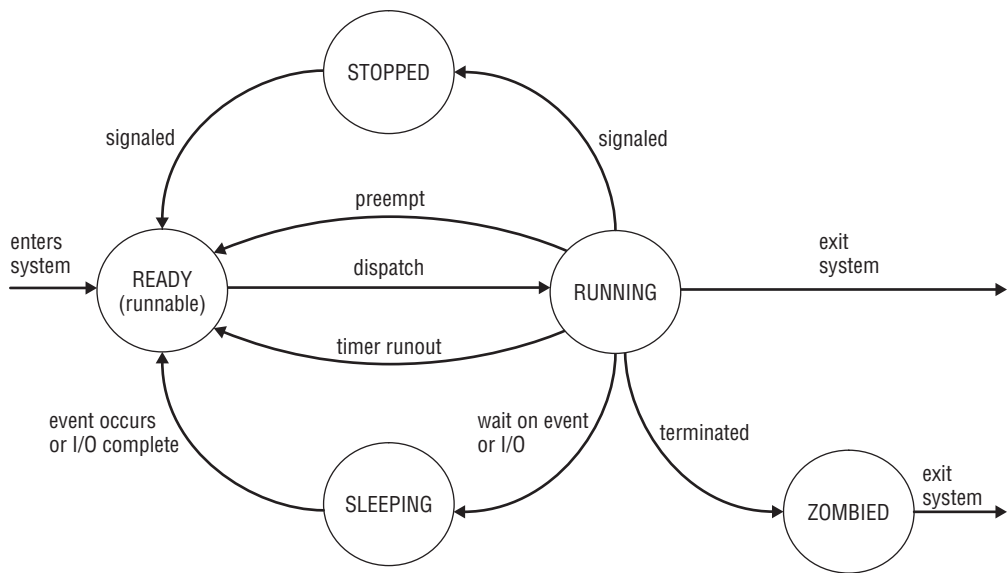 STOPPED
signaled
signaled
preempt
enters
system
exit
system
dispatch
READY
(runnable)
RUNNING
timer runout
event occurs
or I/O complete
wait on event
or I/O
terminated
exit
system
SLEEPING
ZOMBIED